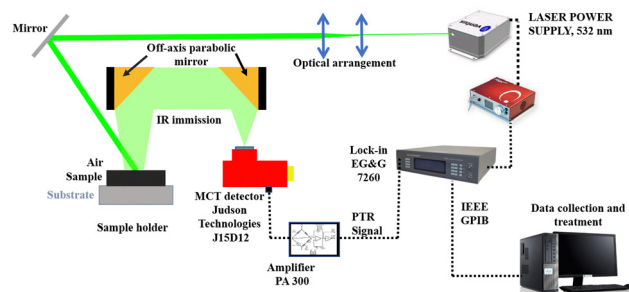 Mirror
Off-axis parabolic
mirror
Optical arrangement
LASER POWER
SUPPLY, 532 nm
IR immission
Air
Sample
Substrate
Sample holder
MCT detector
Judson
Technologies
J15D12
Lock-in
EG&G
7260
PTR
Signal
Amplifier
PA 300
IEEE
GPIB
Data collection and
treatment